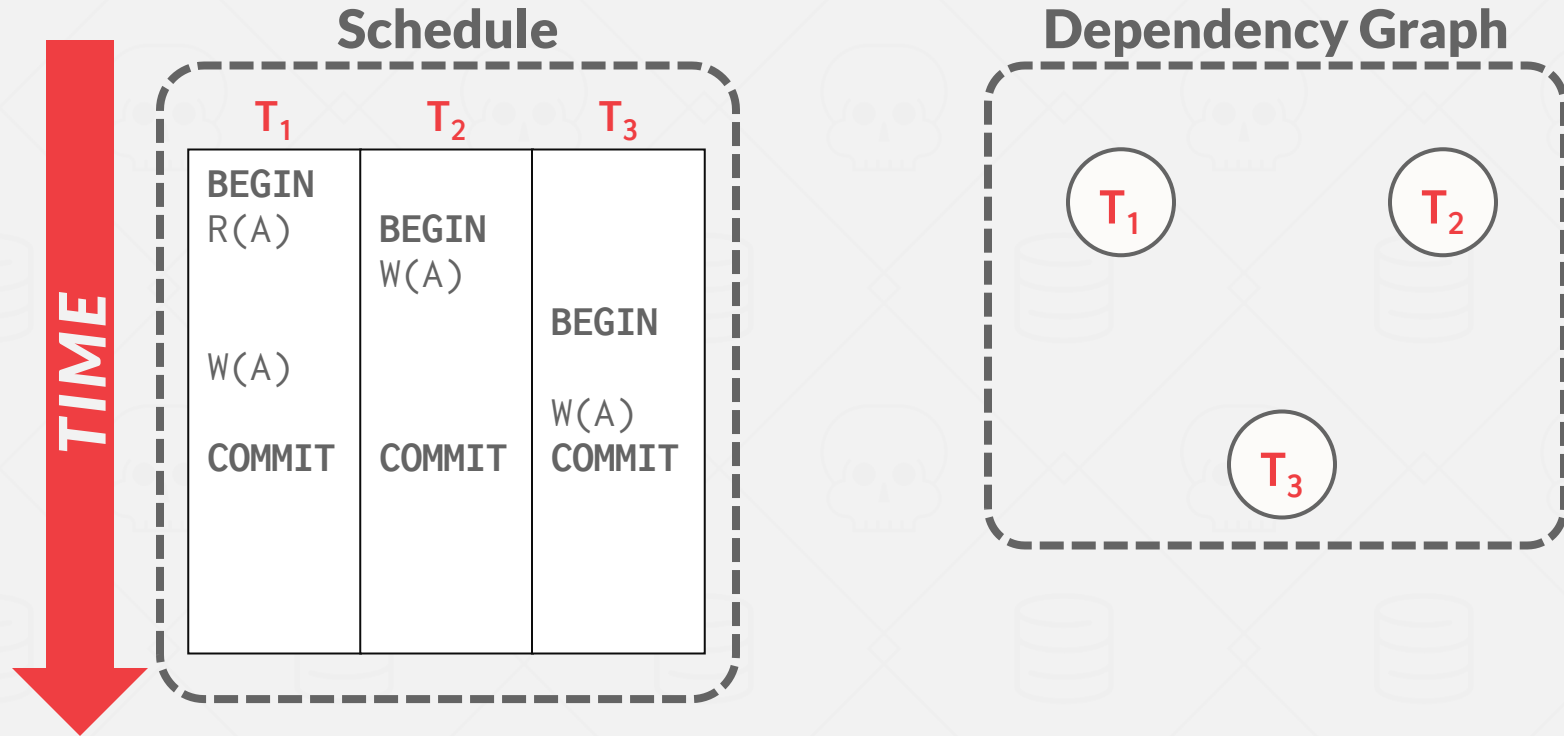 Schedule
Dependency Graph
TIME
T₁ T₂ T₃
BEGIN
R(A) BEGIN
W(A)
BEGIN
W(A)
W(A)
COMMIT COMMIT COMMIT
T₁ T₂
T₃